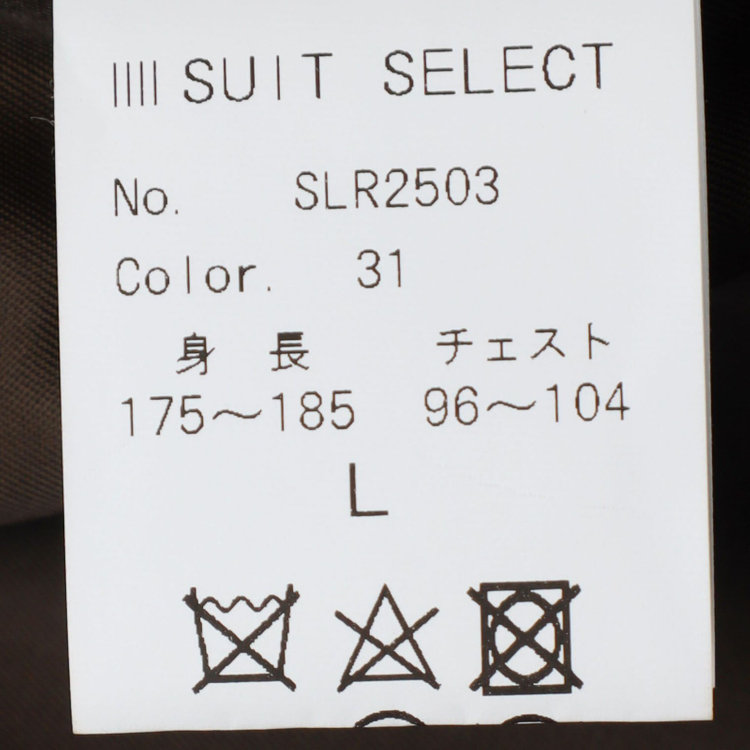 SUIT SELECT
No. SLR2503
Color. 31
身長 チェスト
175〜185 96〜104
L